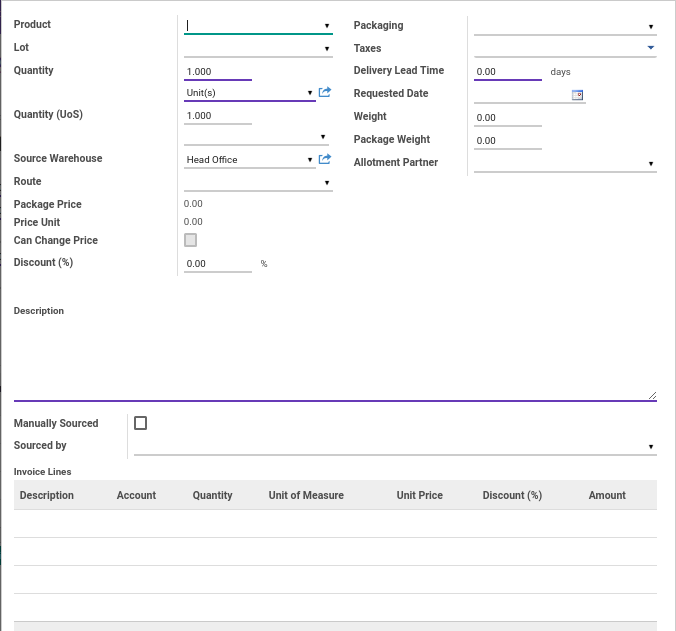 Product
Lot
Quantity 1.000
Unit(s)
Quantity (UoS) 1.000
Source Warehouse Head Office
Route
Package Price 0.00
Price Unit 0.00
Can Change Price
Discount (%) 0.00 %
Packaging
Taxes
Delivery Lead Time 0.00 days
Requested Date
Weight 0.00
Package Weight 0.00
Allotment Partner
Description
Manually Sourced
Sourced by
Invoice Lines
Description Account Quantity Unit of Measure Unit Price Discount (%) Amount